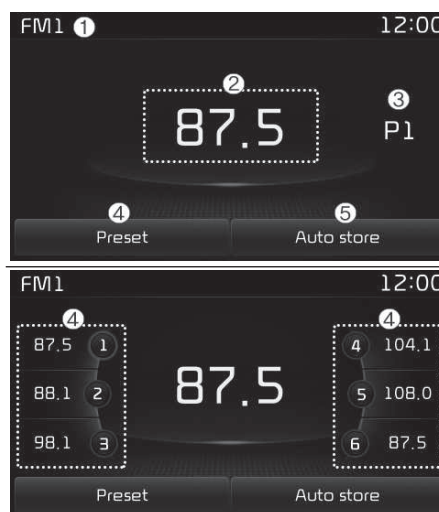 FM1 ① 12:00
②
87.5
③
P1
④ ⑤
Preset Auto store
FM1 12:00
④ ④
87.5 1 4 104.1
88.1 2 87.5 5 108.0
98.1 3 6 87.5
Preset Auto store